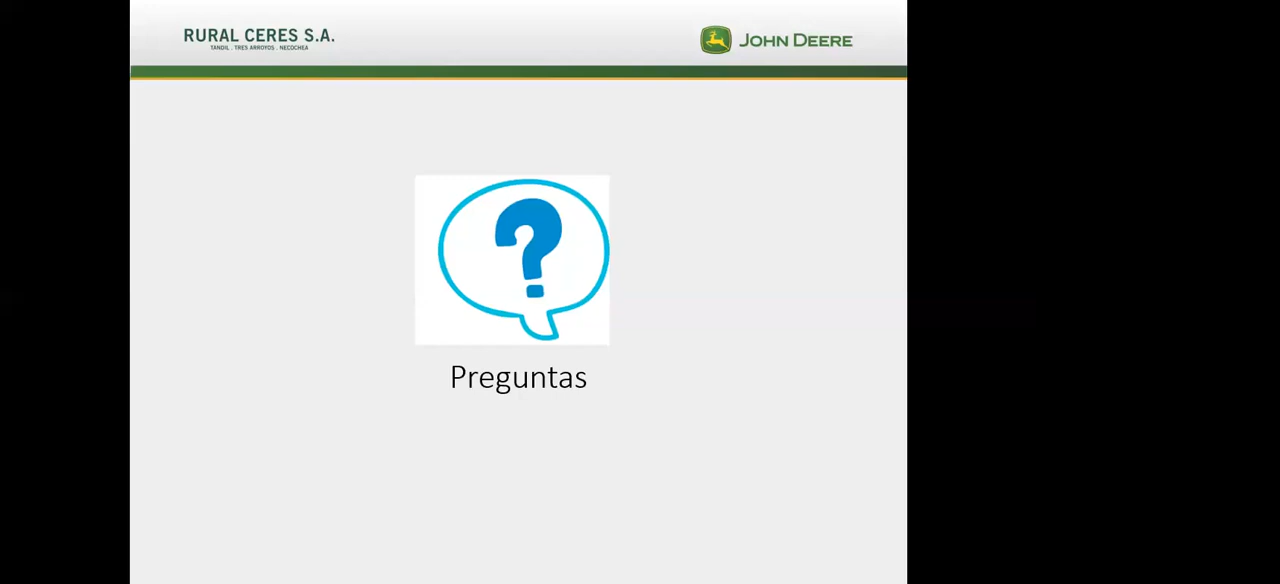 RURAL CERES S.A.
TANDIL . TRES ARROYOS . NECOCHEA
JOHN DEERE
?
Preguntas